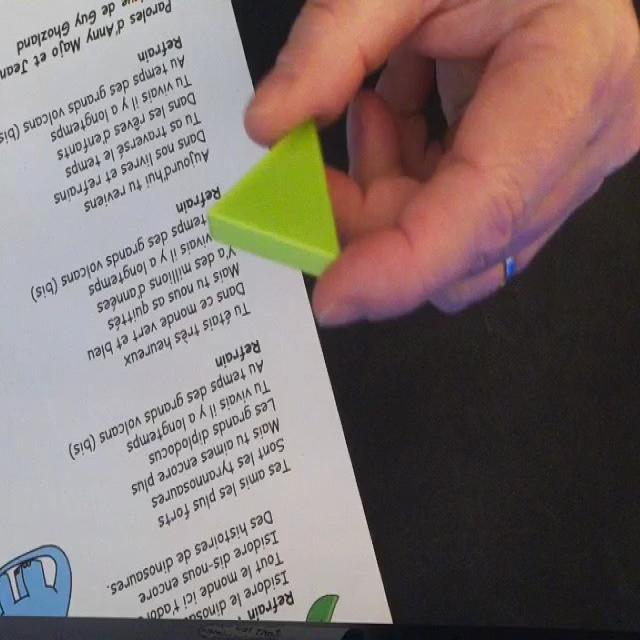 Refrain
Isidore le
Tout le monde ici
Isidore dis-nous encore
Des histoires de dinosaures.
Tes amis les plus forts
Sont les tyrannosaures
Mais tu aimes encore plus
Les grands diplodocus
Tu vivais il y a longtemps
Au temps des grands volcans (bis)
Refrain
Tu étais très heureux
Dans ce monde vert et bleu
Mais tu nous as quittés
Y'a des millions d'années
vivais il y a longtemps
temps des grands volcans (bis)
Refrain
Aujourd'hui tu reviens
Dans nos livres et refrains
Tu as traversé le temps
Dans les rêves d'enfants
Tu vivais il y a longtemps
Au temps des grands volcans (bis)
Refrain
Paroles d'Anny Majo et Jean
de Guy Ghozland